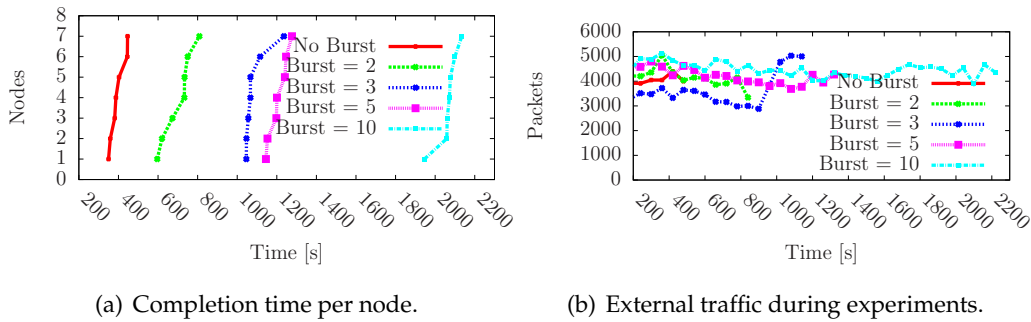 8
7
6
5
4
3
2
1
0
Nodes
200
400
600
800
1000
1200
1400
1600
1800
2000
2200
Time [s]
No Burst
Burst = 2
Burst = 3
Burst = 5
Burst = 10
(a) Completion time per node.
6000
5000
4000
3000
2000
1000
0
Packets
200
400
600
800
1000
1200
1400
1600
1800
2000
2200
Time [s]
No Burst
Burst = 2
Burst = 3
Burst = 5
Burst = 10
(b) External traffic during experiments.